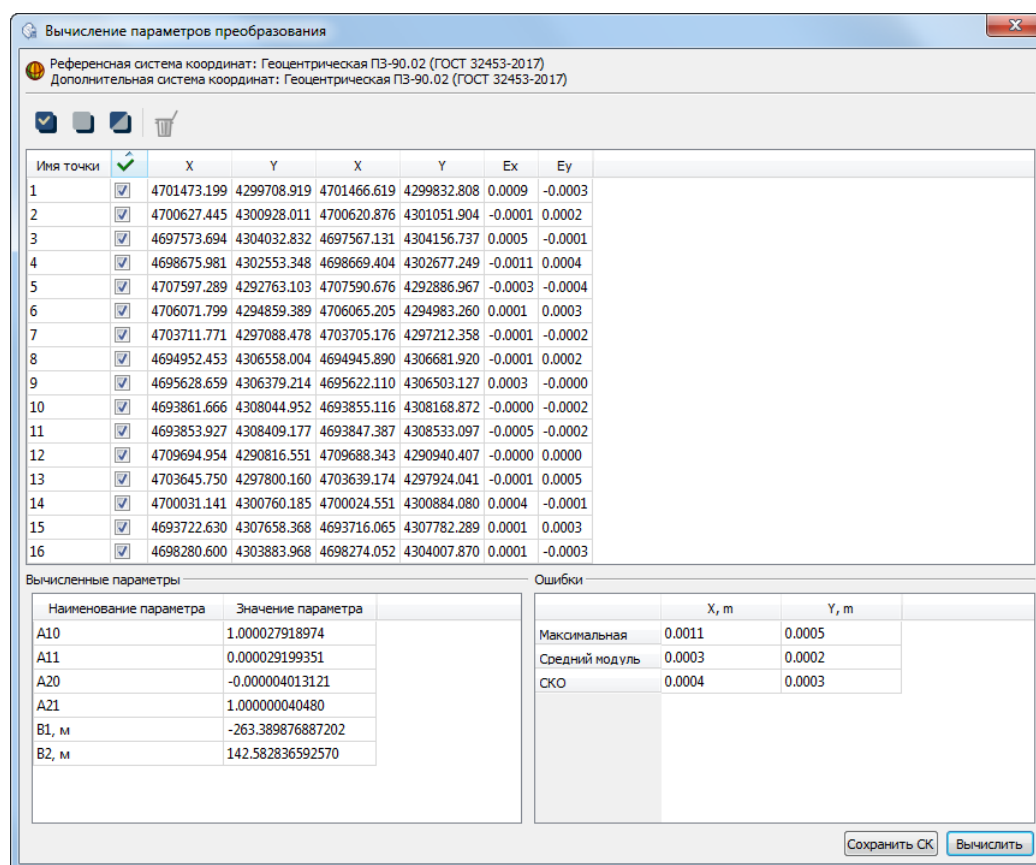 Вычисление параметров преобразования
Референсная система координат: Геоцентрическая ПЗ-90.02 (ГОСТ 32453-2017)
Дополнительная система координат: Геоцентрическая ПЗ-90.02 (ГОСТ 32453-2017)
Имя точки X Y X Y Ex Ey
1 4701473.199 4299708.919 4701466.619 4299832.808 0.0009 -0.0003
2 4700627.445 4300928.011 4700620.876 4301051.904 -0.0001 0.0002
3 4697573.694 4304032.832 4697567.131 4304156.737 0.0005 -0.0001
4 4698675.981 4302553.348 4698669.404 4302677.249 -0.0011 0.0004
5 4707597.289 4292763.103 4707590.676 4292886.967 -0.0003 -0.0004
6 4706071.799 4294859.389 4706065.205 4294983.260 0.0001 0.0003
7 4703711.771 4297088.478 4703705.176 4297212.358 -0.0001 -0.0002
8 4694952.453 4306558.004 4694945.890 4306681.920 -0.0001 0.0002
9 4695628.659 4306379.214 4695622.110 4306503.127 0.0003 -0.0000
10 4693861.666 4308044.952 4693855.116 4308168.872 -0.0000 -0.0002
11 4693853.927 4308409.177 4693847.387 4308533.097 -0.0005 -0.0002
12 4709694.954 4290816.551 4709688.343 4290940.407 -0.0000 0.0000
13 4703645.750 4297800.160 4703639.174 4297924.041 -0.0001 0.0005
14 4700031.141 4300760.185 4700024.551 4300884.080 0.0004 -0.0001
15 4693722.630 4307658.368 4693716.065 4307782.289 0.0001 0.0003
16 4698280.600 4303883.968 4698274.052 4304007.870 0.0001 -0.0003
Вычисленные параметры
Наименование параметра Значение параметра
A10 1.000027918974
A11 0.000029199351
A20 -0.000004013121
A21 1.000000040480
B1, м -263.389876887202
B2, м 142.582836592570
Ошибки
X, m Y, m
Максимальная 0.0011 0.0005
Средний модуль 0.0003 0.0002
СКО 0.0004 0.0003
Сохранить СК Вычислить